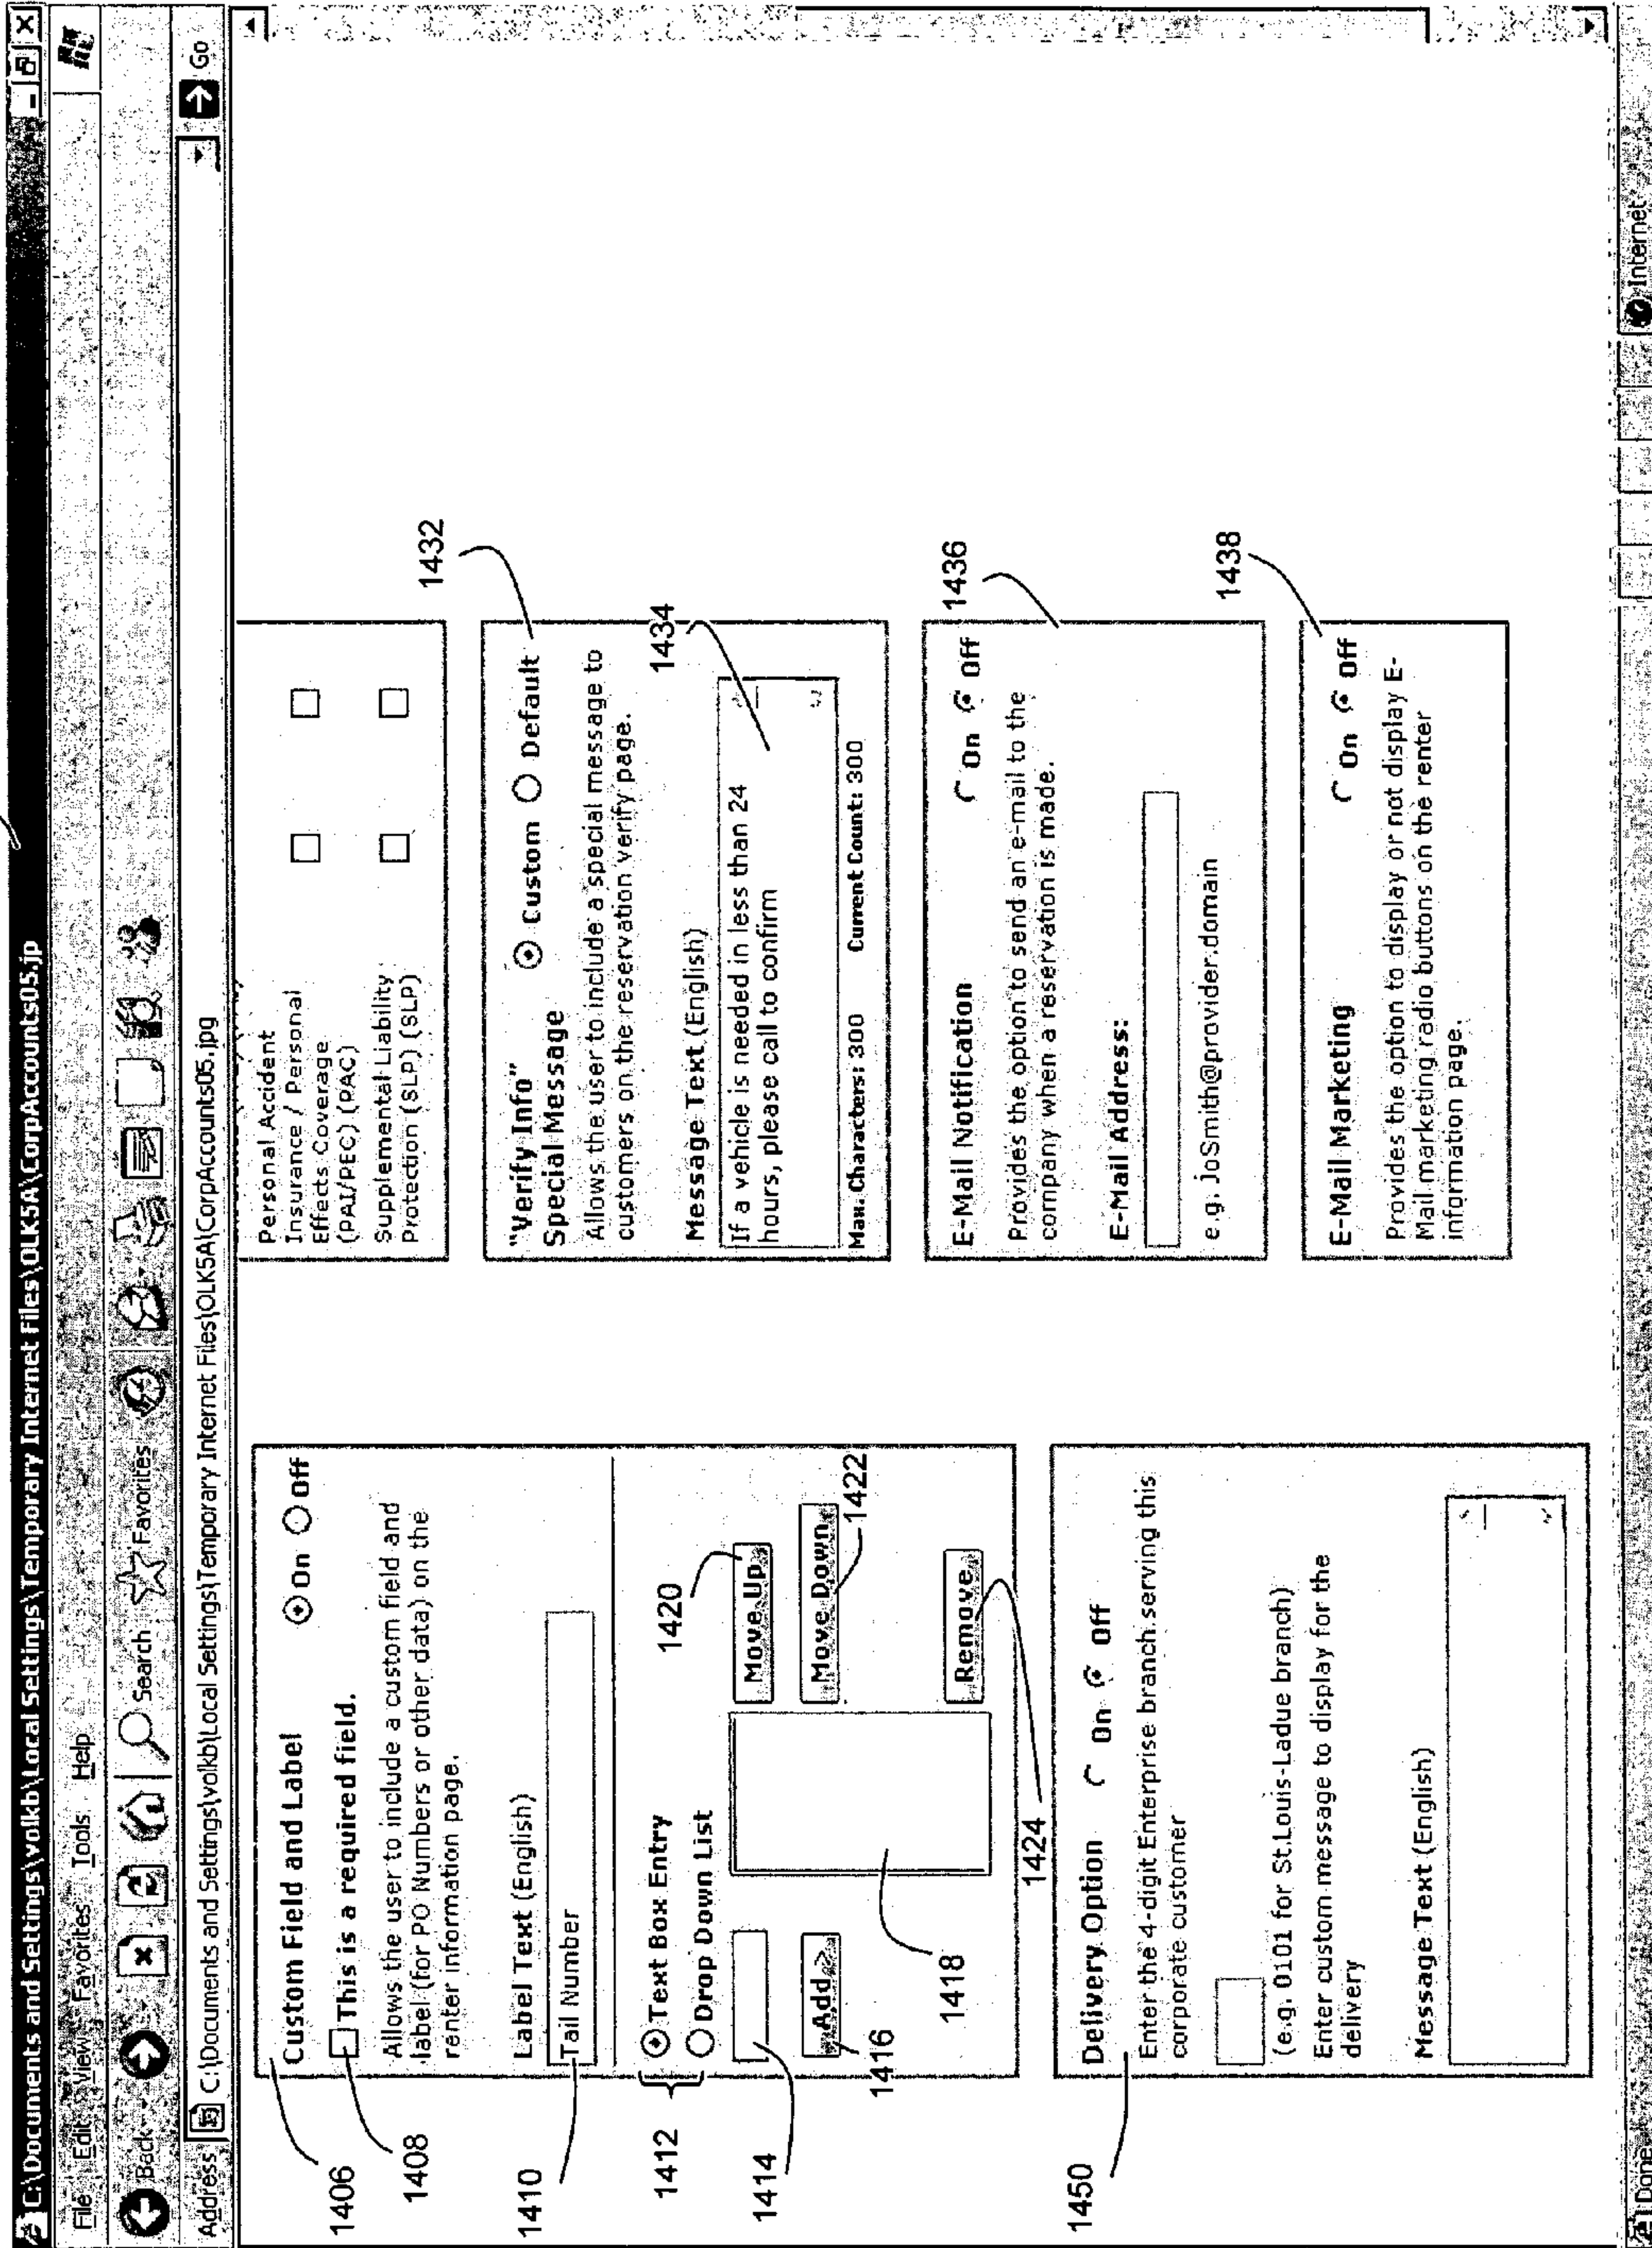 C:\Documents and Settings\volkb\Local Settings\Temporary Internet Files\OLK5A\CorpAccounts05.jp
File Edit View Favorites Tools Help
Back Search Favorites
Address C:\Documents and Settings\volkb\Local Settings\Temporary Internet Files\OLK5A\CorpAccounts05.jpg Go
1406
Custom Field and Label On Off
1408
This is a required field.
Allows the user to include a custom field and
label (for PO Numbers or other data) on the
renter information page.
Label Text (English)
1410
Tail Number
1412
Text Box Entry
Drop Down List
1414
Add >
1416
1418
1420
Move Up
Move Down
1422
Remove
1424
1450
Delivery Option On Off
Enter the 4-digit Enterprise branch serving this
corporate customer
(e.g. 0101 for St.Louis-Ladue branch)
Enter custom message to display for the
delivery
Message Text (English)
Personal Accident
Insurance / Personal
Effects Coverage
(PAI/PEC) (PAC)
Supplemental Liability
Protection (SLP) (SLP)
1432
"Verify Info" Custom Default
Special Message
Allows the user to include a special message to
customers on the reservation verify page.
1434
Message Text (English)
If a vehicle is needed in less than 24
hours, please call to confirm
Max. Characters: 300 Current Count: 300
1436
E-Mail Notification On Off
Provides the option to send an e-mail to the
company when a reservation is made.
E-Mail Address:
e.g. joSmith@provider.domain
1438
E-Mail Marketing On Off
Provides the option to display or not display E-
Mail marketing radio buttons on the renter
information page.
Done Internet